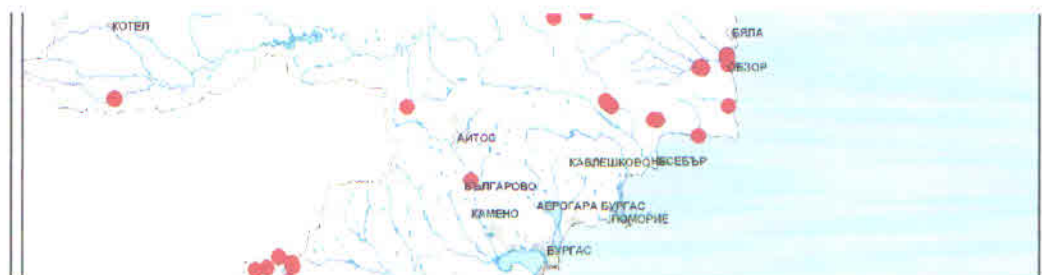 КОТЕЛ
БЯЛА
ОБЗОР
АЙТОС
КАБЛЕШКОВО
НЕСЕБЪР
БЪЛГАРОВО
АЕРОГАРА БУРГАС
КАМЕНО
ПОМОРИЕ
БУРГАС